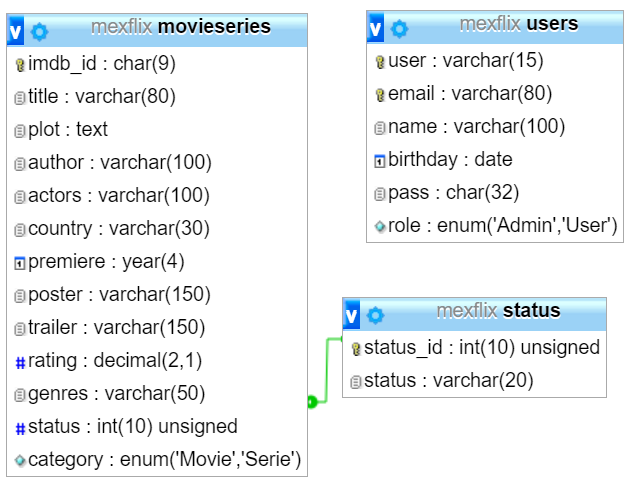 v mexflix movieseries
imdb_id : char(9)
title : varchar(80)
plot : text
author : varchar(100)
actors : varchar(100)
country : varchar(30)
premiere : year(4)
poster : varchar(150)
trailer : varchar(150)
# rating : decimal(2,1)
genres : varchar(50)
# status : int(10) unsigned
category : enum('Movie','Serie')
v mexflix users
user : varchar(15)
email : varchar(80)
name : varchar(100)
birthday : date
pass : char(32)
role : enum('Admin','User')
v mexflix status
status_id : int(10) unsigned
status : varchar(20)